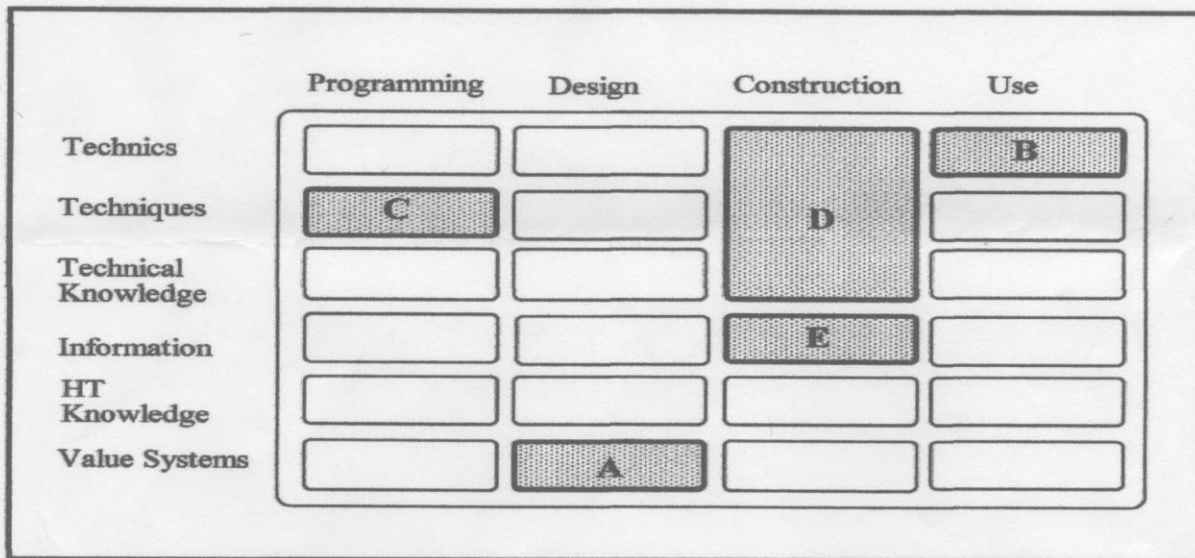 Programming Design Construction Use
Technics B
Techniques C D
Technical
Knowledge
Information E
HT
Knowledge
Value Systems A